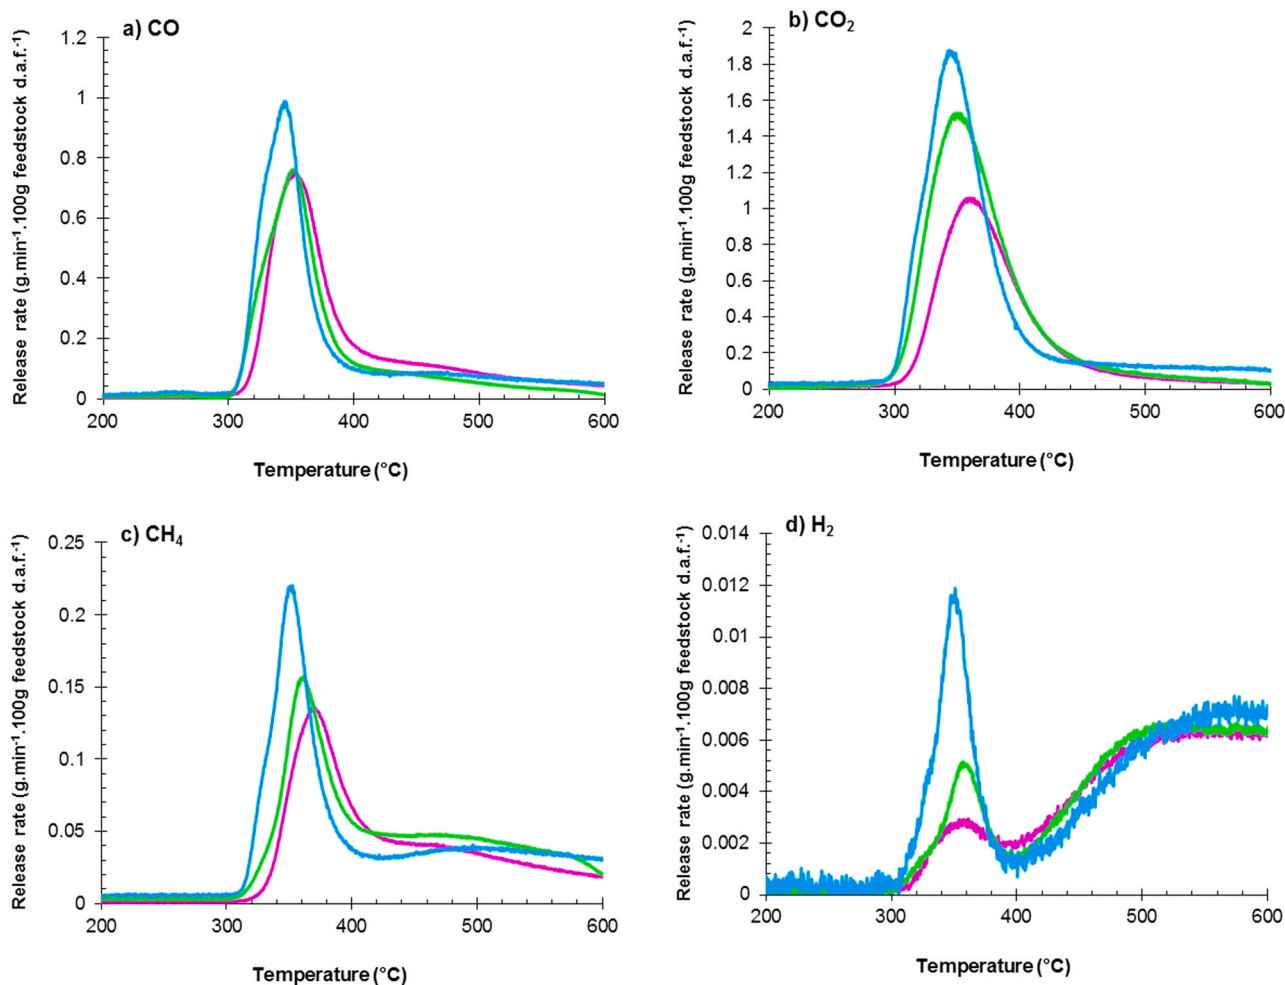 a) CO
Release rate (g.min⁻¹.100g feedstock d.a.f.⁻¹)
1.2
1
0.8
0.6
0.4
0.2
0
200 300 400 500 600
Temperature (°C)
b) CO₂
Release rate (g.min⁻¹.100g feedstock d.a.f.⁻¹)
2
1.8
1.6
1.4
1.2
1
0.8
0.6
0.4
0.2
0
200 300 400 500 600
Temperature (°C)
c) CH₄
Release rate (g.min⁻¹.100g feedstock d.a.f.⁻¹)
0.25
0.2
0.15
0.1
0.05
0
200 300 400 500 600
Temperature (°C)
d) H₂
Release rate (g.min⁻¹.100g feedstock d.a.f.⁻¹)
0.014
0.012
0.01
0.008
0.006
0.004
0.002
0
200 300 400 500 600
Temperature (°C)